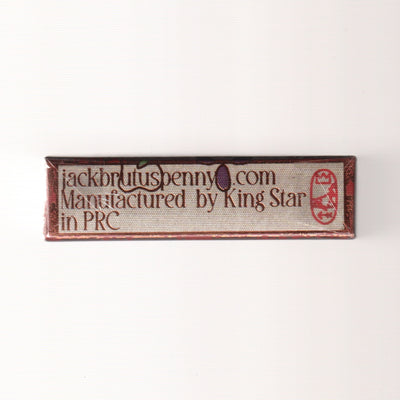 jackbrutuspenny.com
Manufactured by King Star
in PRC